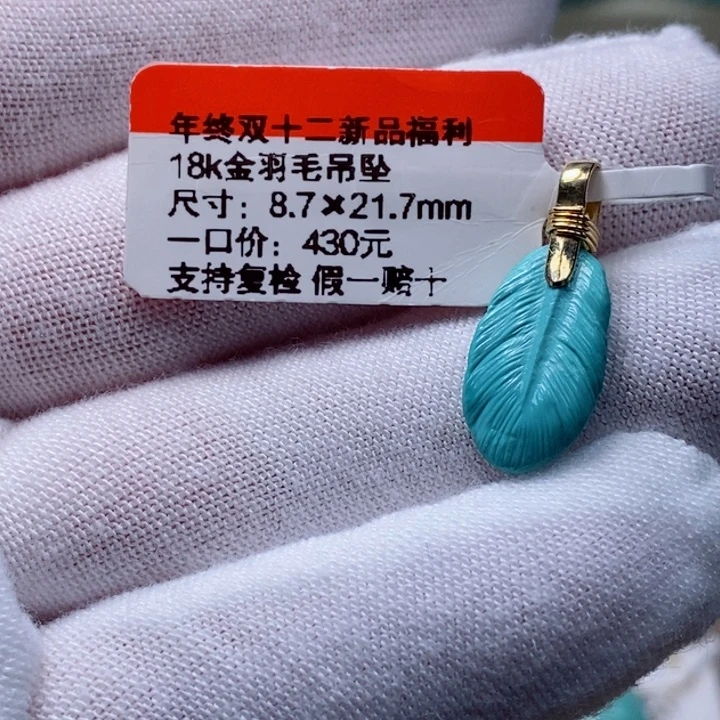 年终双十二新品福利
18k金羽毛吊坠
尺寸：8.7×21.7mm
一口价：430元
支持复检 假一赔十